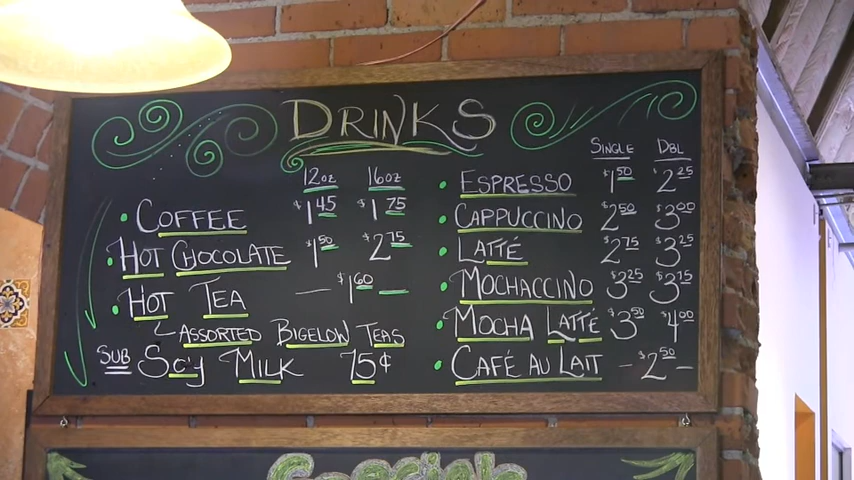 DRINKS
12oz 16oz
COFFEE $1.45 $1.75
HOT CHOCOLATE $1.50 $2.15
HOT TEA — $1.60 —
ASSORTED BIGELOW TEAS
SUB SOY MILK 75¢
SINGLE DBL
ESPRESSO $1.50 $2.25
CAPPUCCINO $2.50 $3.00
LATTÉ $2.75 $3.25
MOCHACCINO $3.25 $3.75
MOCHA LATTÉ $3.50 $4.00
CAFÉ AU LAIT – $2.50 –
Specials